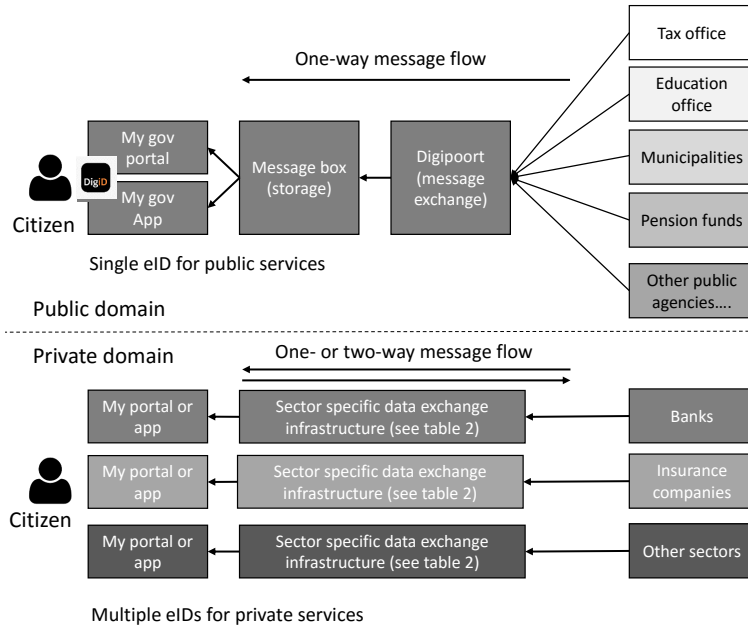 Tax office
One-way message flow
Education
office
My gov
portal
Message box
(storage)
Digipoort
(message
exchange)
Municipalities
DigiD
My gov
App
Citizen
Pension funds
Single eID for public services
Other public
agencies....
Public domain
Private domain
One- or two-way message flow
My portal or
app
Sector specific data exchange
infrastructure (see table 2)
Banks
My portal or
app
Sector specific data exchange
infrastructure (see table 2)
Insurance
companies
Citizen
My portal or
app
Sector specific data exchange
infrastructure (see table 2)
Other sectors
Multiple eIDs for private services